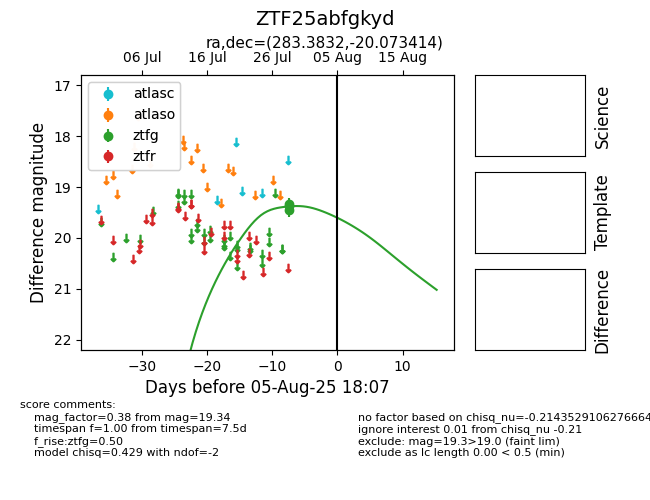 ZTF25abfgkyd
ra,dec=(283.3832,-20.073414)
06 Jul
16 Jul
26 Jul
05 Aug
15 Aug
17
18
19
20
21
22
Difference magnitude
atlasc
atlaso
ztfg
ztfr
−30
−20
−10
0
10
Days before 05-Aug-25 18:07
Science
Template
Difference
score comments:
mag_factor=0.38 from mag=19.34
timespan f=1.00 from timespan=7.5d
f_rise:ztfg=0.50
model chisq=0.429 with ndof=-2
no factor based on chisq_nu=-0.2143529106276664
ignore interest 0.01 from chisq_nu -0.21
exclude: mag=19.3>19.0 (faint lim)
exclude as lc length 0.00 < 0.5 (min)